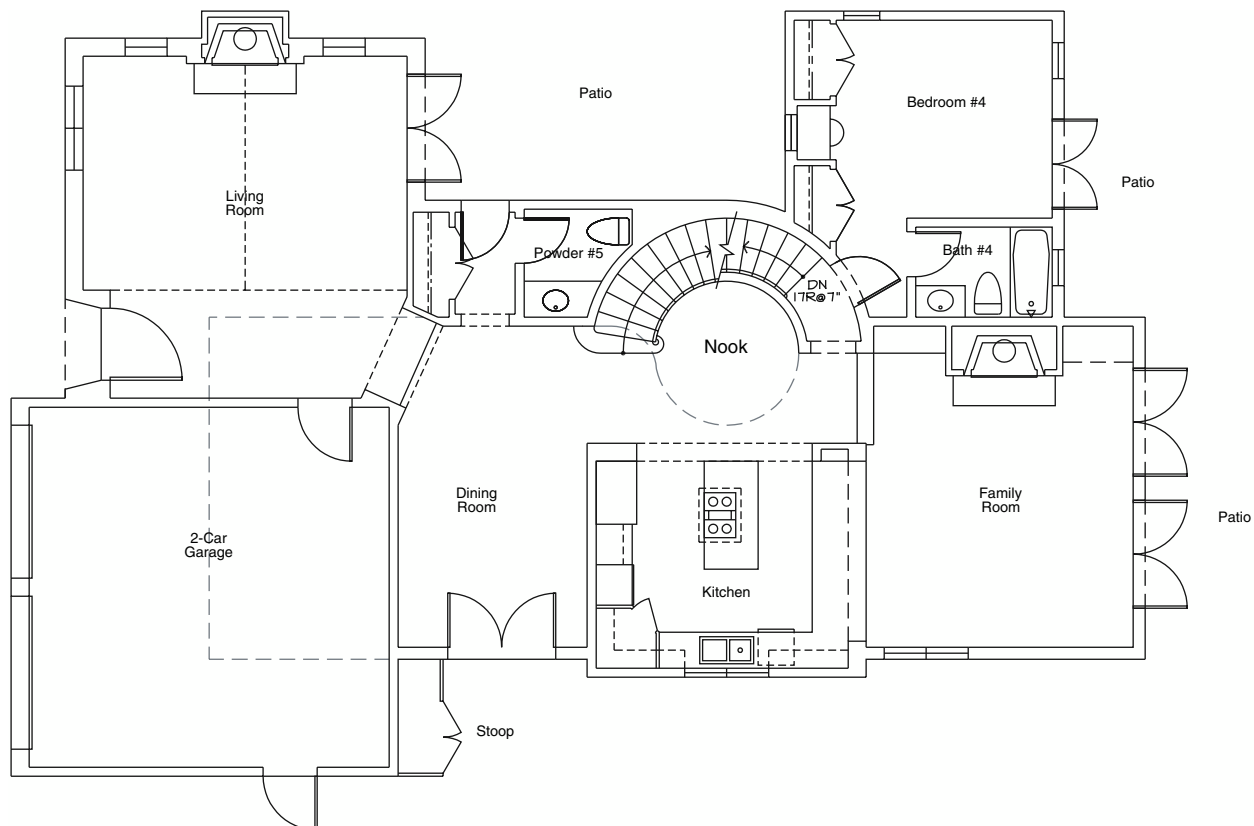 Patio
Bedroom #4
Patio
Living
Room
Powder #5
Bath #4
DN
17R@7"
Nook
Dining
Room
Family
Room
Patio
2-Car
Garage
Kitchen
Stoop